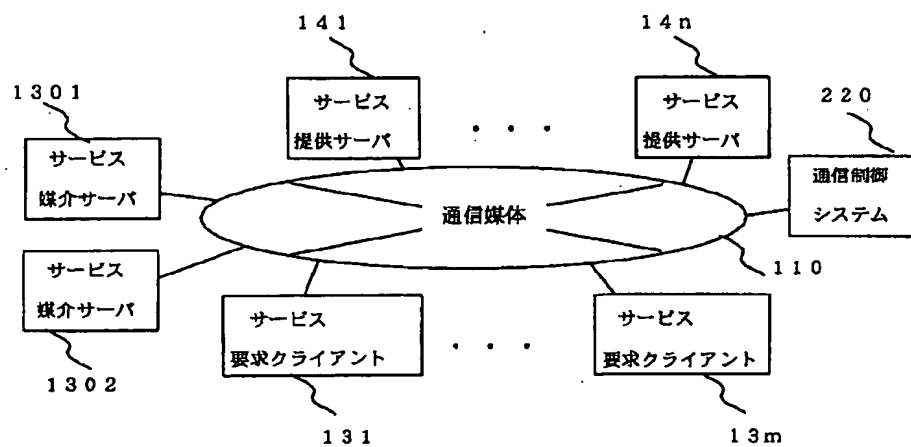 141
14n
1301
220
サービス
提供サーバ
・・・
サービス
提供サーバ
サービス
媒介サーバ
通信制御
システム
通信媒体
サービス
媒介サーバ
110
サービス
要求クライアント
・・・
サービス
要求クライアント
1302
131
13m